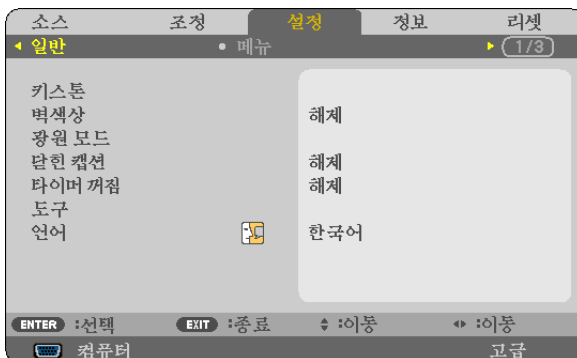 소스 조정 설정 정보 리셋
일반 • 메뉴 1/3
키스톤
벽색상 해제
광원 모드
닫힌 캡션 해제
타이머 꺼짐 해제
도구
언어 한국어
ENTER :선택 EXIT :종료 :이동 :이동
컴퓨터 고급